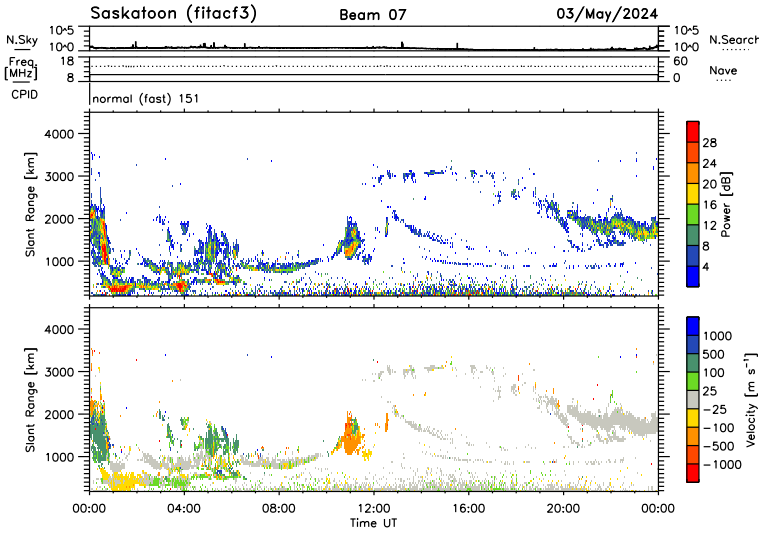 Saskatoon (fitacf3) Beam 07 03/May/2024
N.Sky 10^5 10^0 10^5 10^0 N.Search
Freq. [MHz] 18 8 60 0 Nave
CPID normal (fast) 151
Slant Range [km] 4000 3000 2000 1000
28 24 20 16 12 8 4 Power [dB]
Slant Range [km] 4000 3000 2000 1000
1000 500 100 25 −25 −100 −500 −1000 Velocity [m s⁻¹]
00:00 04:00 08:00 12:00 16:00 20:00 00:00
Time UT